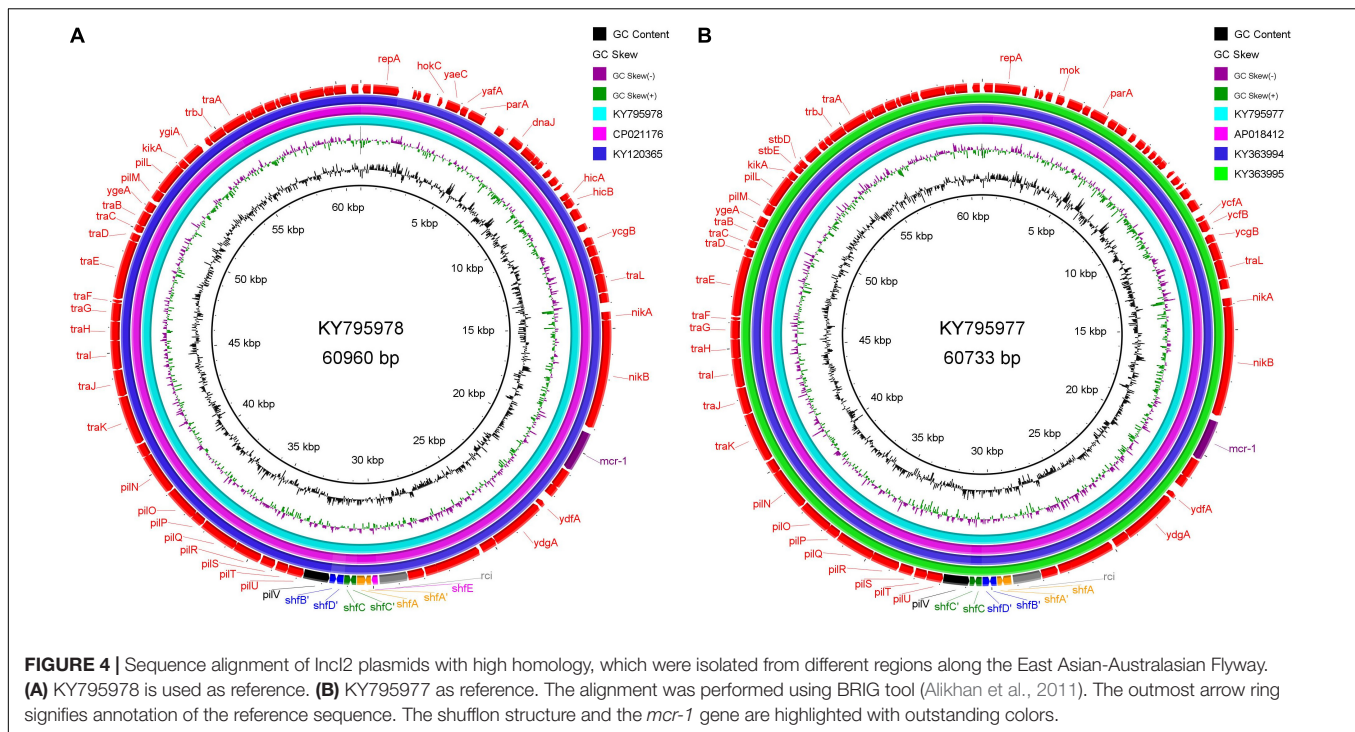 A
GC Content
GC Skew
GC Skew(-)
GC Skew(+)
KY795978
CP021176
KY120365
repA
hokC
yaeC
yafA
parA
dnaJ
hicA
hicB
ycgB
traL
nikA
nikB
mcr-1
ydfA
ydgA
rci
shfE
shfA'
shfA
shfC'
shfC
shfD'
shfB'
pilV
pilU
pilT
pilS
pilR
pilQ
pilP
pilO
pilN
traK
traJ
traI
traH
traG
traF
traE
traD
traC
traB
ygeA
pilM
pilL
kikA
ygiA
trbJ
traA
60 kbp
5 kbp
10 kbp
15 kbp
20 kbp
25 kbp
30 kbp
35 kbp
40 kbp
45 kbp
50 kbp
55 kbp
KY795978
60960 bp
B
GC Content
GC Skew
GC Skew(-)
GC Skew(+)
KY795977
AP018412
KY363994
KY363995
repA
mok
parA
ycfA
ycfB
ycgB
traL
nikA
nikB
mcr-1
ydfA
ydgA
rci
shfA
shfA'
shfB'
shfD'
shfC
shfC'
pilV
pilU
pilT
pilS
pilR
pilQ
pilP
pilO
pilN
traK
traJ
traI
traH
traG
traF
traE
traD
traC
traB
ygeA
pilM
pilL
kikA
stbE
stbD
trbJ
traA
60 kbp
5 kbp
10 kbp
15 kbp
20 kbp
25 kbp
30 kbp
35 kbp
40 kbp
45 kbp
50 kbp
55 kbp
KY795977
60733 bp
FIGURE 4 | Sequence alignment of IncI2 plasmids with high homology, which were isolated from different regions along the East Asian-Australasian Flyway.
(A) KY795978 is used as reference. (B) KY795977 as reference. The alignment was performed using BRIG tool (Alikhan et al., 2011). The outmost arrow ring
signifies annotation of the reference sequence. The shufflon structure and the mcr-1 gene are highlighted with outstanding colors.